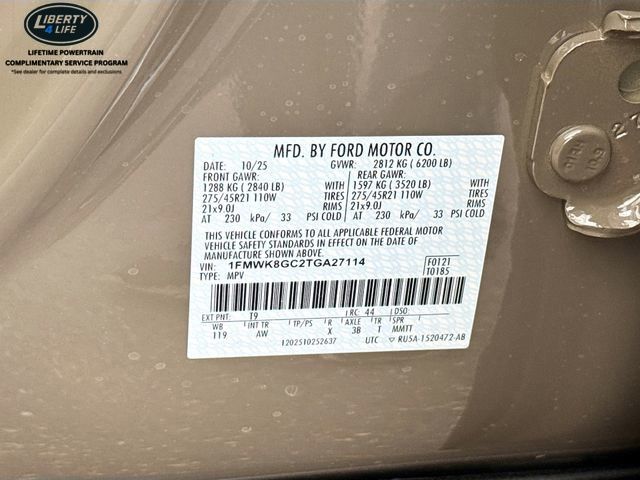 LIBERTY
4 LIFE
LIFETIME POWERTRAIN
COMPLIMENTARY SERVICE PROGRAM
*See dealer for complete details and exclusions
MFD. BY FORD MOTOR CO.
DATE: 10/25 GVWR: 2812 KG ( 6200 LB)
FRONT GAWR: REAR GAWR:
1288 KG ( 2840 LB) WITH 1597 KG ( 3520 LB) WITH
275/45R21 110W TIRES 275/45R21 110W TIRES
21x9.0J RIMS 21x9.0J RIMS
AT 230 kPa/ 33 PSI COLD AT 230 kPa/ 33 PSI COLD
THIS VEHICLE CONFORMS TO ALL APPLICABLE FEDERAL MOTOR
VEHICLE SAFETY STANDARDS IN EFFECT ON THE DATE OF
MANUFACTURE SHOWN ABOVE.
VIN: 1FMWK8GC2TGA27114 F0121
TYPE: MPV T0185
EXT PNT: T9 RC: 44 DSO:
WB INT TR TP/PS R AXLE TR SPR
119 AW X 3B T MMTT
1202510252637 UTC ▽ RU5A-1520472-AB